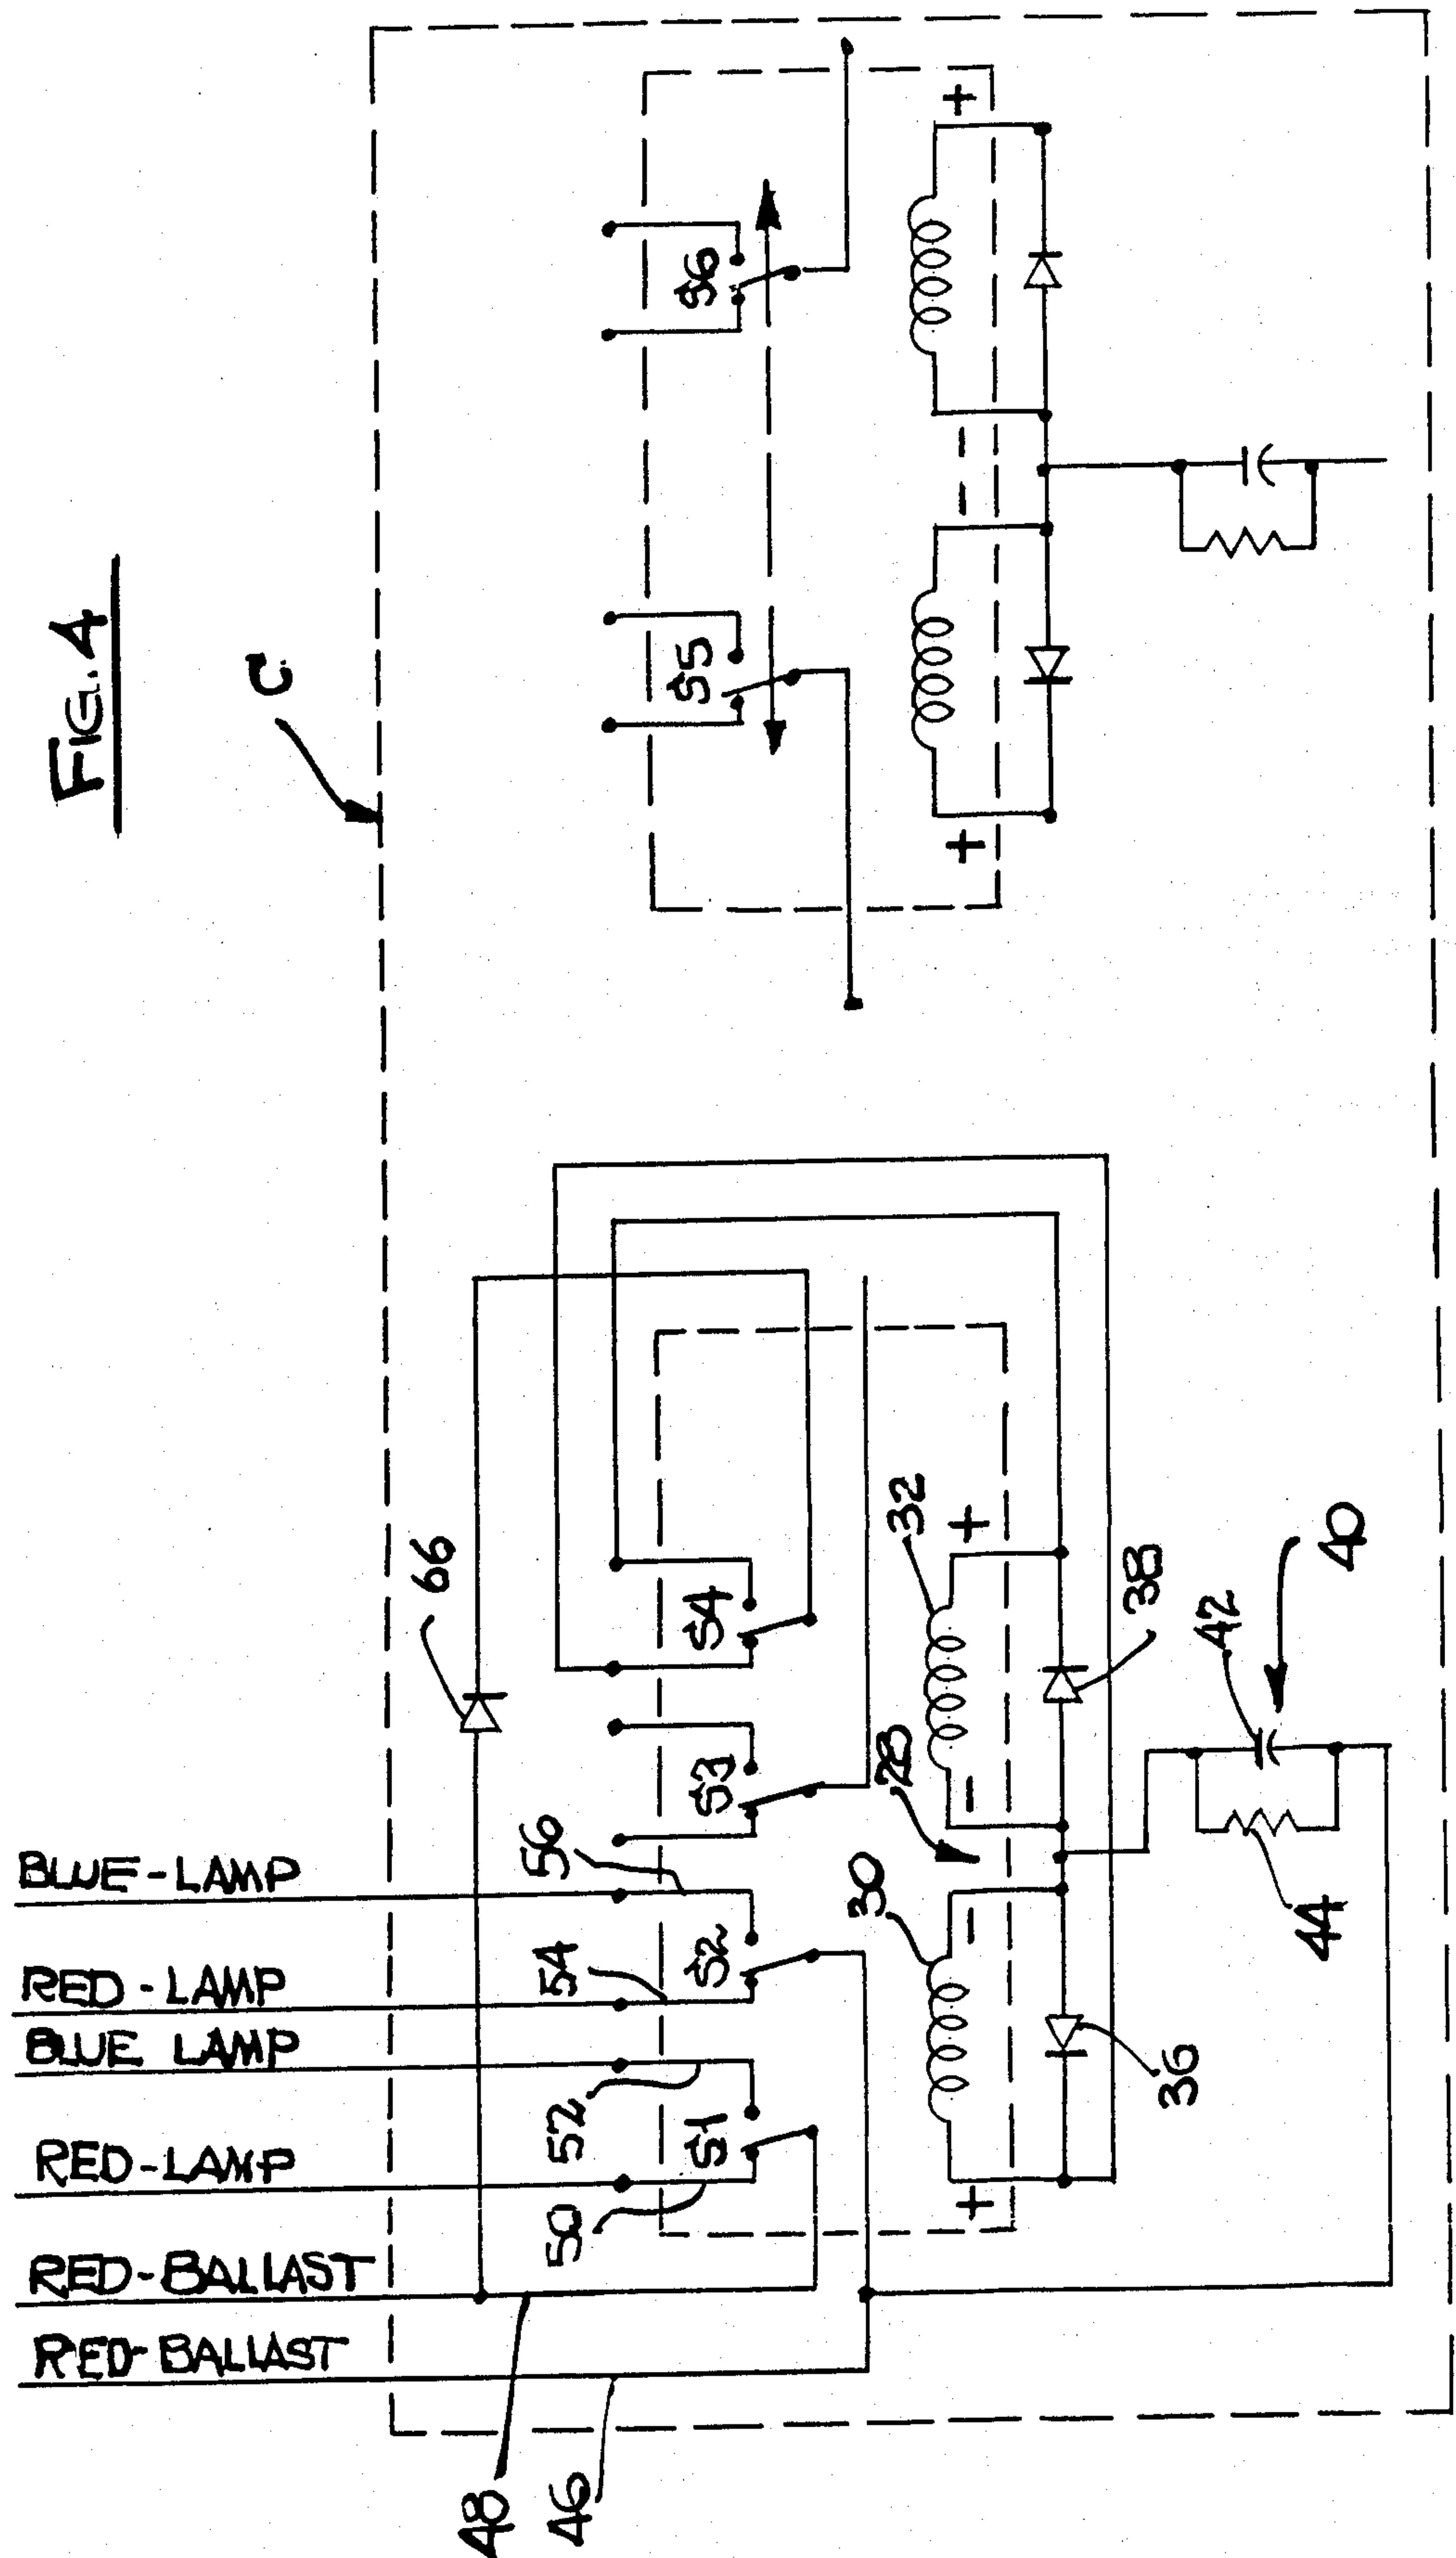 FIG. 4
C
BLUE-LAMP
RED-LAMP
BLUE LAMP
RED-LAMP
RED-BALLAST
RED-BALLAST
48
46
66
56
54
52
50
S1
S2
S3
S4
S5
S6
+
- -
+
32
+
-
28
30
-
+
38
36
42
40
44